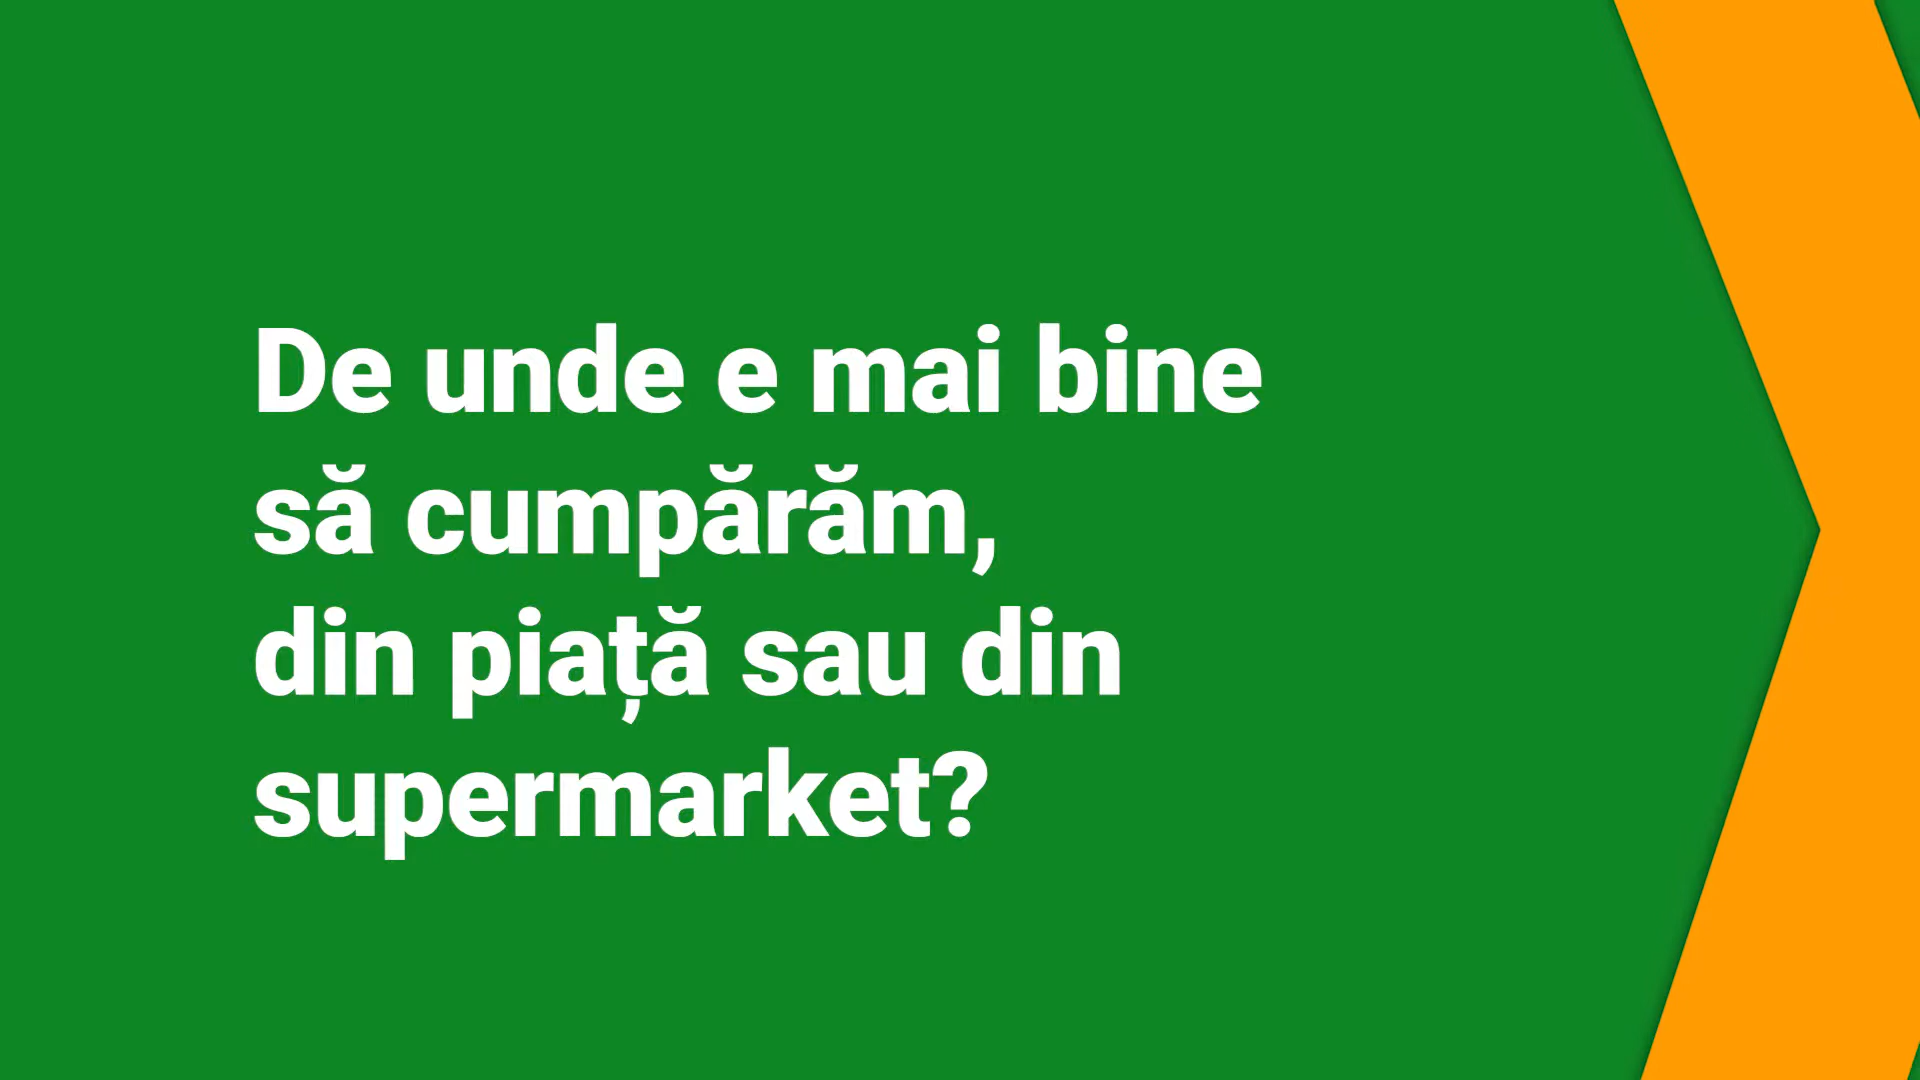 De unde e mai bine
să cumpărăm,
din piață sau din
supermarket?